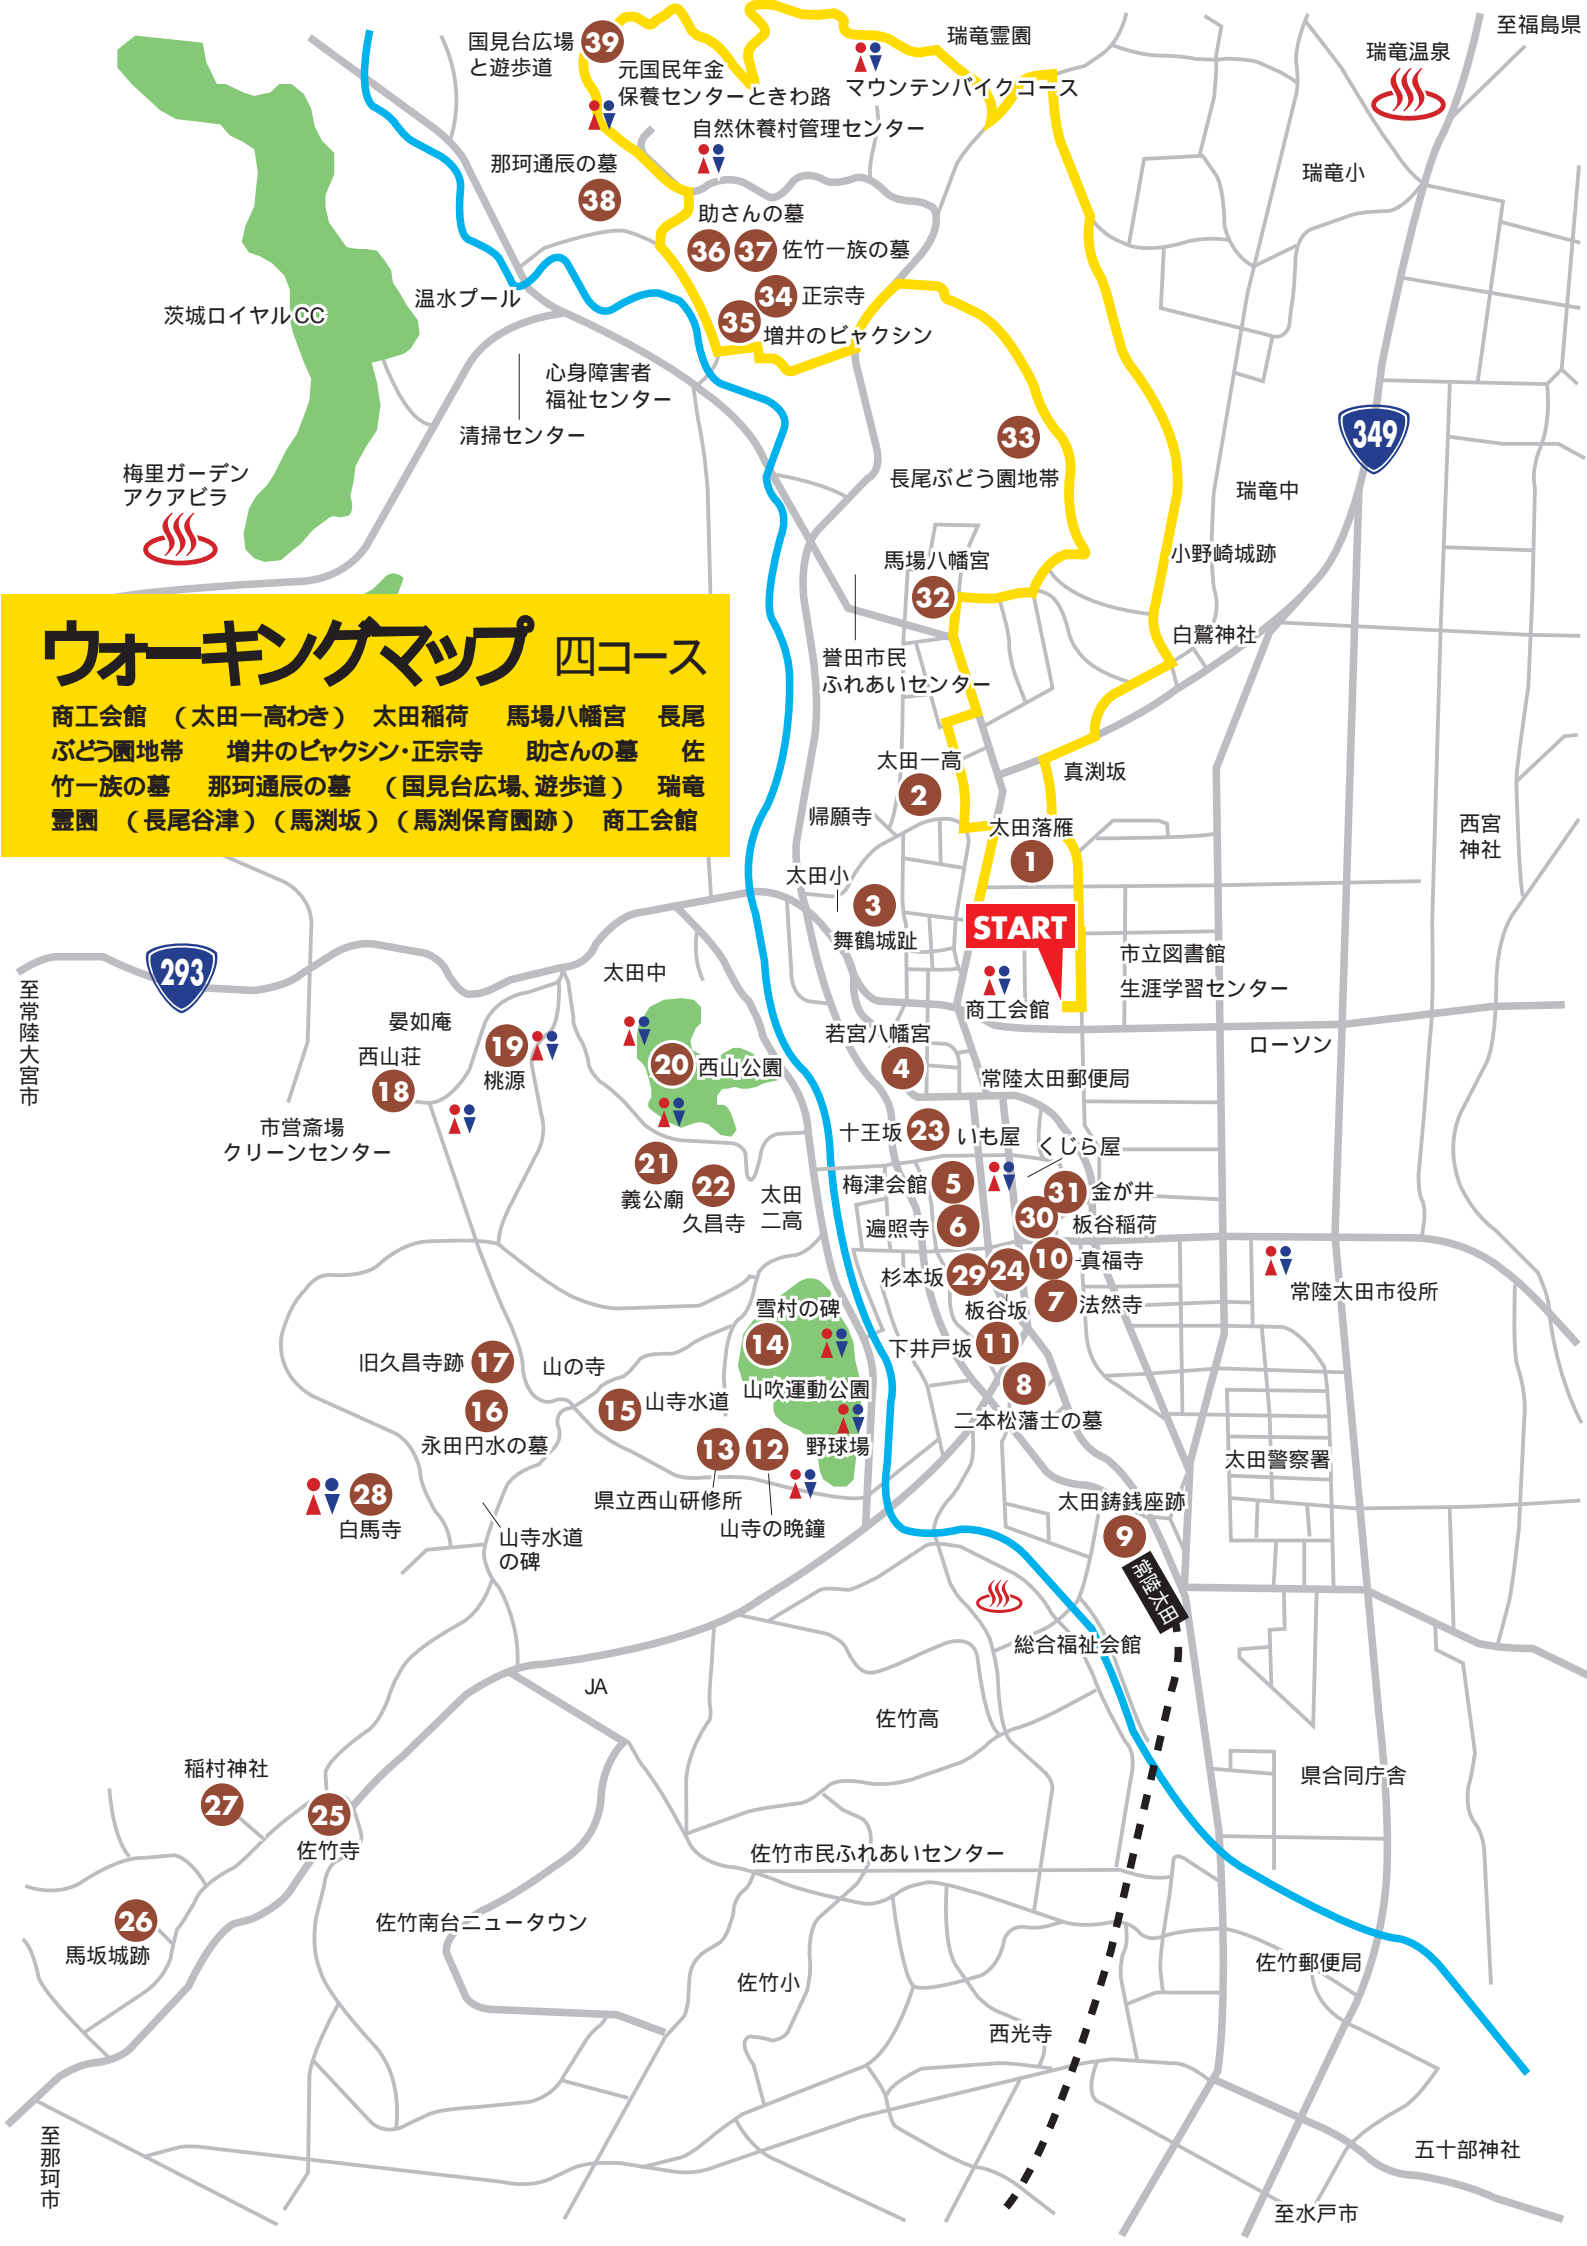 至福島県
瑞竜霊園
国見台広場
と遊歩道
39
瑞竜温泉
元国民年金
保養センターときわ路
マウンテンバイクコース
自然休養村管理センター
那珂通辰の墓
38
瑞竜小
助さんの墓
36
37
佐竹一族の墓
34
正宗寺
温水プール
茨城ロイヤルCC
35
増井のビャクシン
心身障害者
福祉センター
清掃センター
33
349
長尾ぶどう園地帯
梅里ガーデン
アクアピラ
瑞竜中
小野崎城跡
馬場八幡宮
32
ウォーキングマップ 四コース
商工会館 (太田一高わき) 太田稲荷 馬場八幡宮 長尾
ぶどう園地帯 増井のビャクシン・正宗寺 助さんの墓 佐
竹一族の墓 那珂通辰の墓 (国見台広場、遊歩道) 瑞竜
霊園 (長尾谷津)(馬渕坂)(馬渕保育園跡) 商工会館
白鷺神社
誉田市民
ふれあいセンター
太田一高
2
真渕坂
帰願寺
太田落雁
1
西宮
神社
太田小
3
舞鶴城趾
START
市立図書館
生涯学習センター
293
至常陸大宮市
太田中
商工会館
晏如庵
西山荘
18
19
桃源
20
西山公園
若宮八幡宮
4
ローソン
常陸太田郵便局
市営斎場
クリーンセンター
十王坂
23
いも屋
くじら屋
21
義公廟
22
久昌寺
太田
二高
梅津会館
5
31
金が井
遍照寺
6
30
板谷稲荷
10
真福寺
杉本坂
29
24
板谷坂
7
法然寺
常陸太田市役所
雪村の碑
14
下井戸坂
11
旧久昌寺跡
17
山の寺
8
二本松藩士の墓
山吹運動公園
16
永田円水の墓
15
山寺水道
13
12
野球場
太田警察署
28
白馬寺
県立西山研修所
山寺の晩鐘
太田鋳銭座跡
9
山寺水道
の碑
常陸太田
総合福祉会館
JA
佐竹高
稲村神社
27
25
佐竹寺
県合同庁舎
佐竹市民ふれあいセンター
26
馬坂城跡
佐竹南台ニュータウン
佐竹郵便局
佐竹小
西光寺
至那珂市
五十部神社
至水戸市